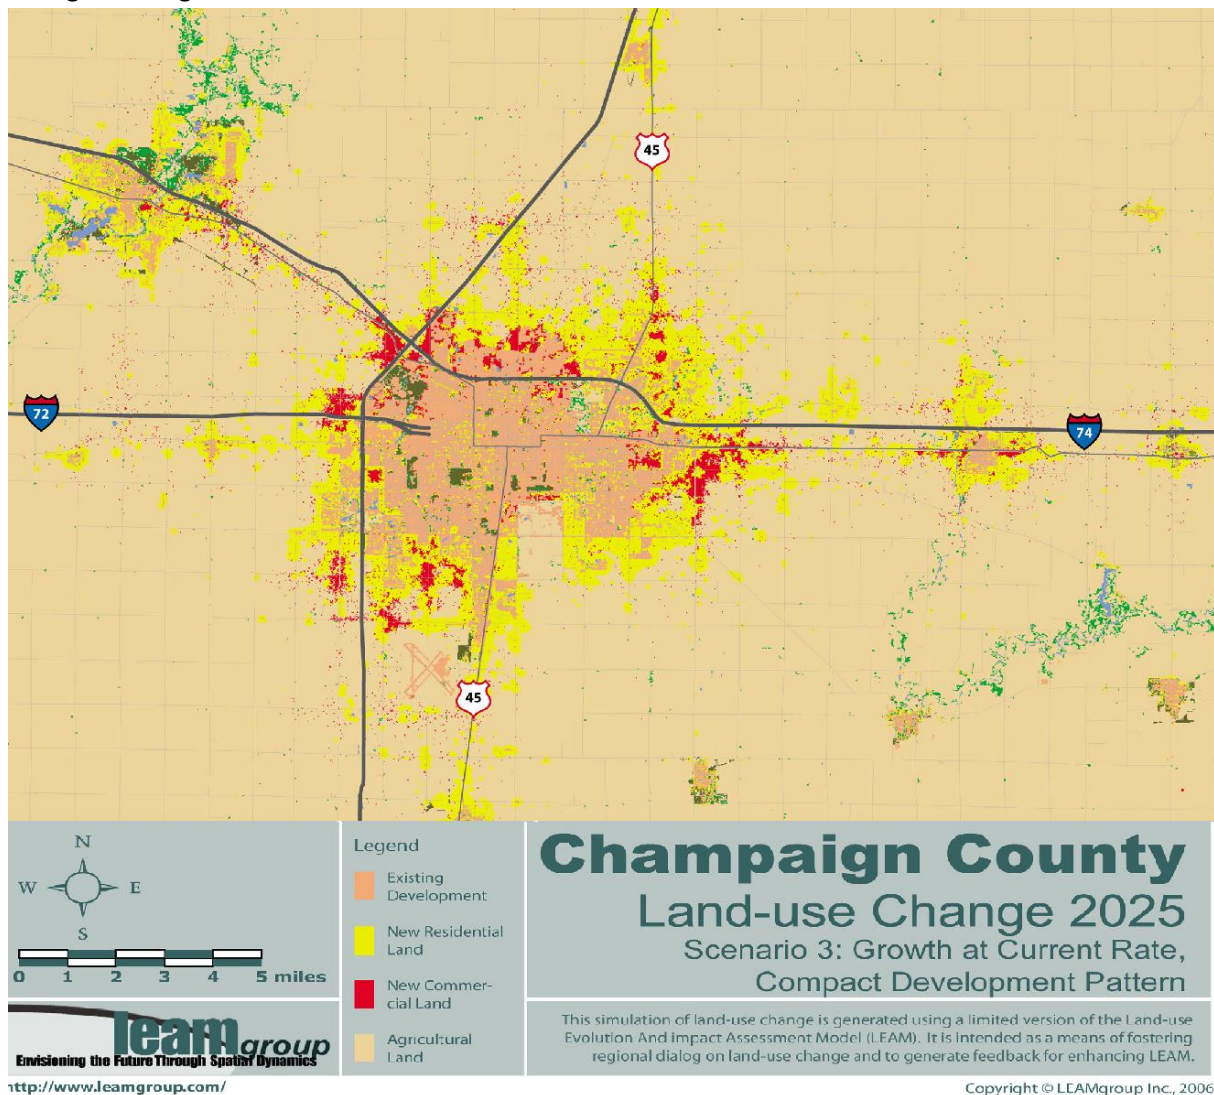 45
72
74
45
N
W E
S
0 1 2 3 4 5 miles
Legend
Existing
Development
New Residential
Land
New Commer-
cial Land
Agricultural
Land
Champaign County
Land-use Change 2025
Scenario 3: Growth at Current Rate,
Compact Development Pattern
This simulation of land-use change is generated using a limited version of the Land-use
Evolution And impact Assessment Model (LEAM). It is intended as a means of fostering
regional dialog on land-use change and to generate feedback for enhancing LEAM.
leam group
Envisioning the Future Through Spatial Dynamics
http://www.leamgroup.com/
Copyright © LEAMgroup Inc., 2006